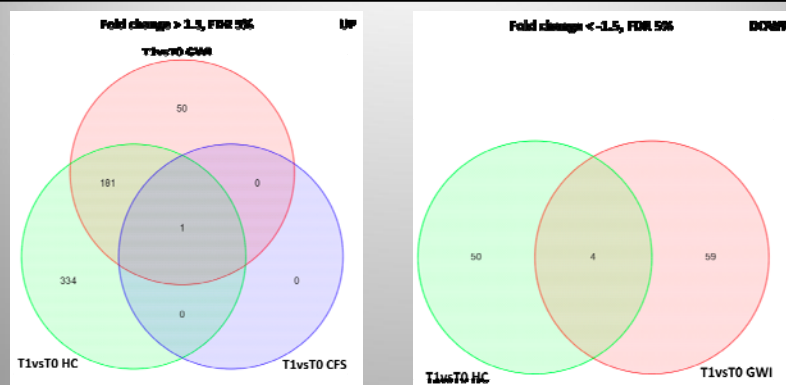 Fold change > 1.5, FDR 5% UP
T1vsT0 GWI
50
181
0
1
334
0
0
T1vsT0 HC
T1vsT0 CFS
Fold change < -1.5, FDR 5% DOWN
50
4
59
T1vsT0 HC
T1vsT0 GWI